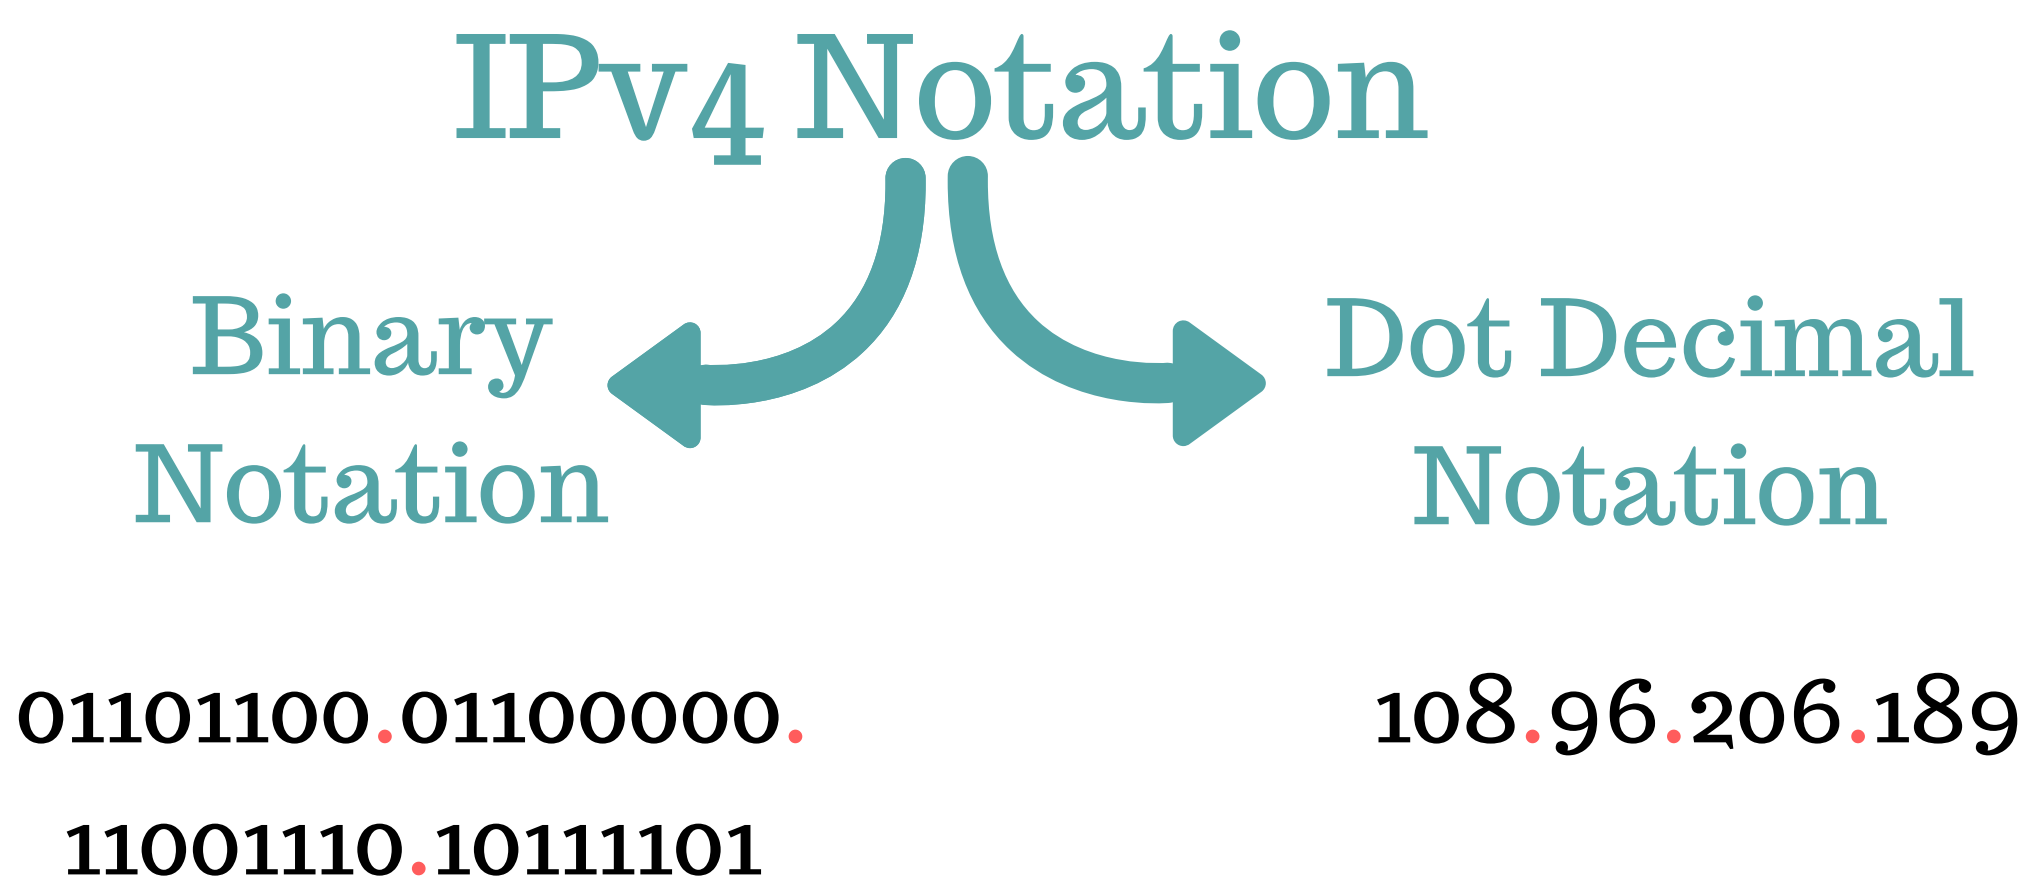 IPv4 Notation
Binary
Notation
Dot Decimal
Notation
01101100.01100000.
11001110.10111101
108.96.206.189